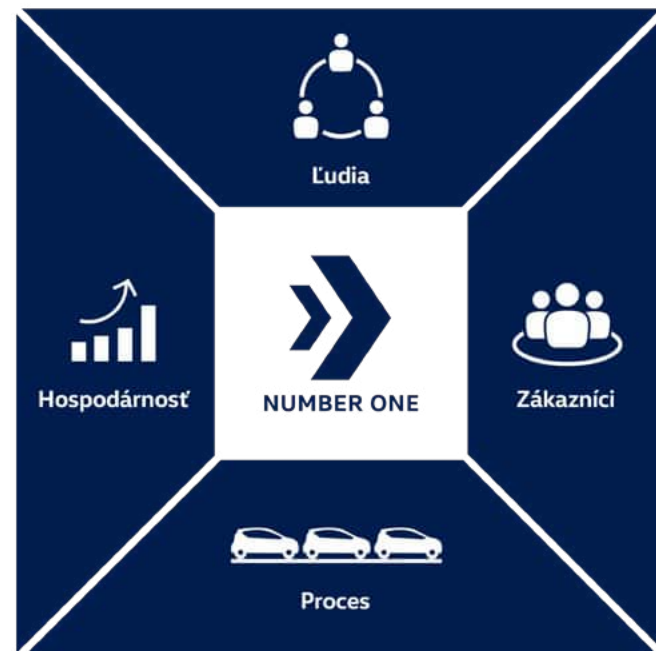 Ľudia
Hospodárnosť
NUMBER ONE
Zákazníci
Proces